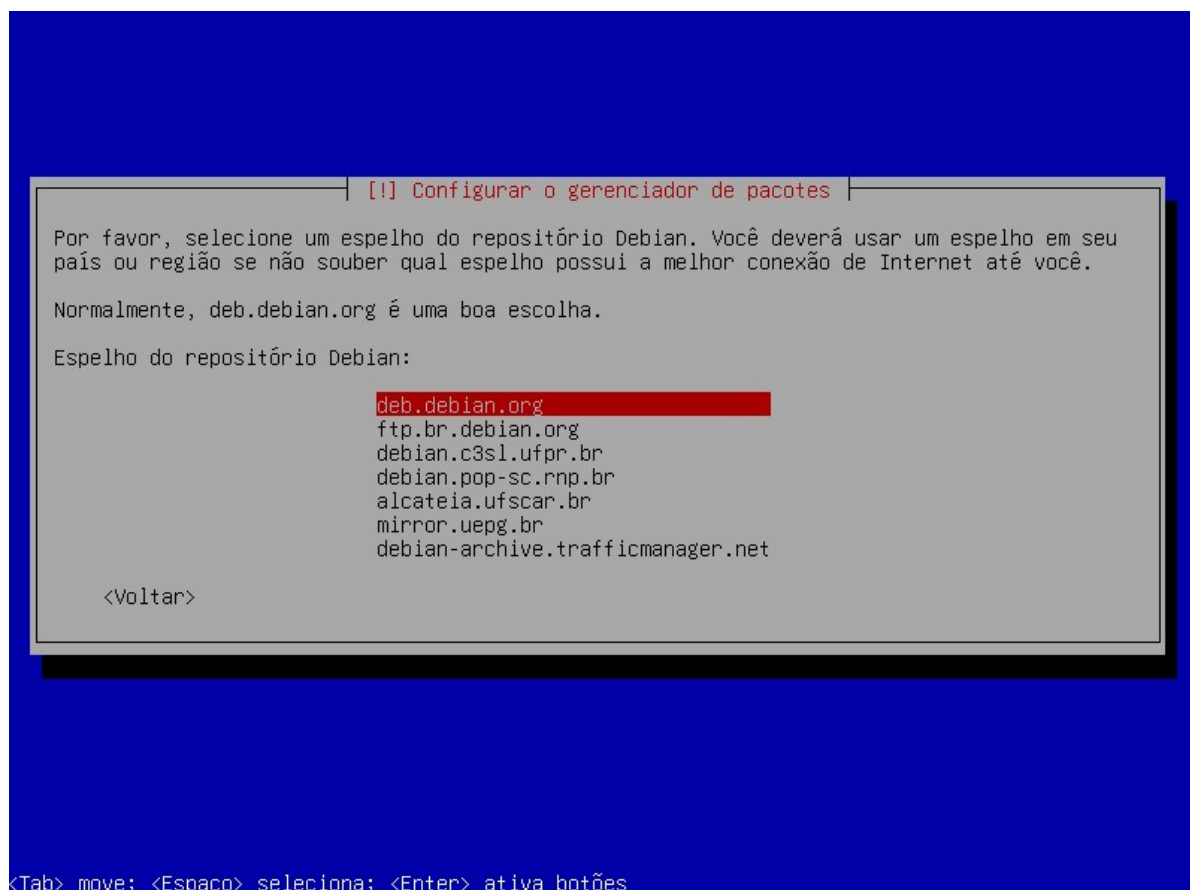 [!] Configurar o gerenciador de pacotes
Por favor, selecione um espelho do repositório Debian. Você deverá usar um espelho em seu
país ou região se não souber qual espelho possui a melhor conexão de Internet até você.
Normalmente, deb.debian.org é uma boa escolha.
Espelho do repositório Debian:
deb.debian.org
ftp.br.debian.org
debian.c3sl.ufpr.br
debian.pop-sc.rnp.br
alcateia.ufscar.br
mirror.uepg.br
debian-archive.trafficmanager.net
<Voltar>
<Tab> move; <Espaço> seleciona; <Enter> ativa botões